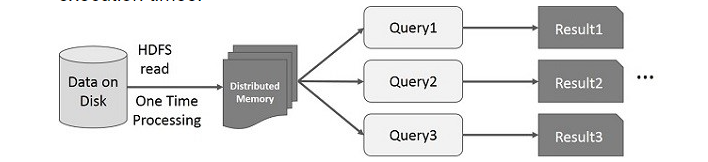 HDFS
read
Data on
Disk
One Time
Processing
Distributed
Memory
Query1
Result1
Query2
Result2
...
Query3
Result3